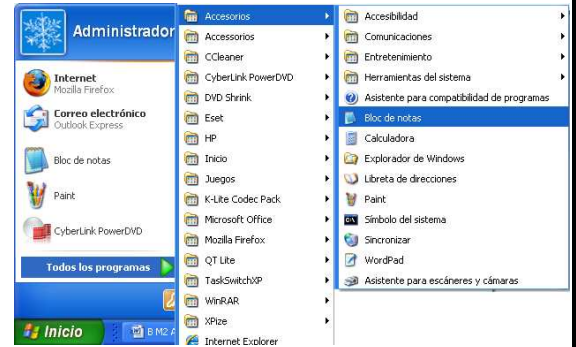 Administrador
Internet
Mozilla Firefox
Correo electrónico
Outlook Express
Bloc de notas
Paint
CyberLink PowerDVD
Todos los programas
Inicio
B M2 A
Accesorios
Accessorios
CCleaner
CyberLink PowerDVD
DVD Shrink
Eset
HP
Inicio
Juegos
K-Lite Codec Pack
Microsoft Office
Mozilla Firefox
QT Lite
TaskSwitchXP
WinRAR
XPize
Internet Explorer
Accesibilidad
Comunicaciones
Entretenimiento
Herramientas del sistema
Asistente para compatibilidad de programas
Bloc de notas
Calculadora
Explorador de Windows
Libreta de direcciones
Paint
Símbolo del sistema
Sincronizar
WordPad
Asistente para escáneres y cámaras